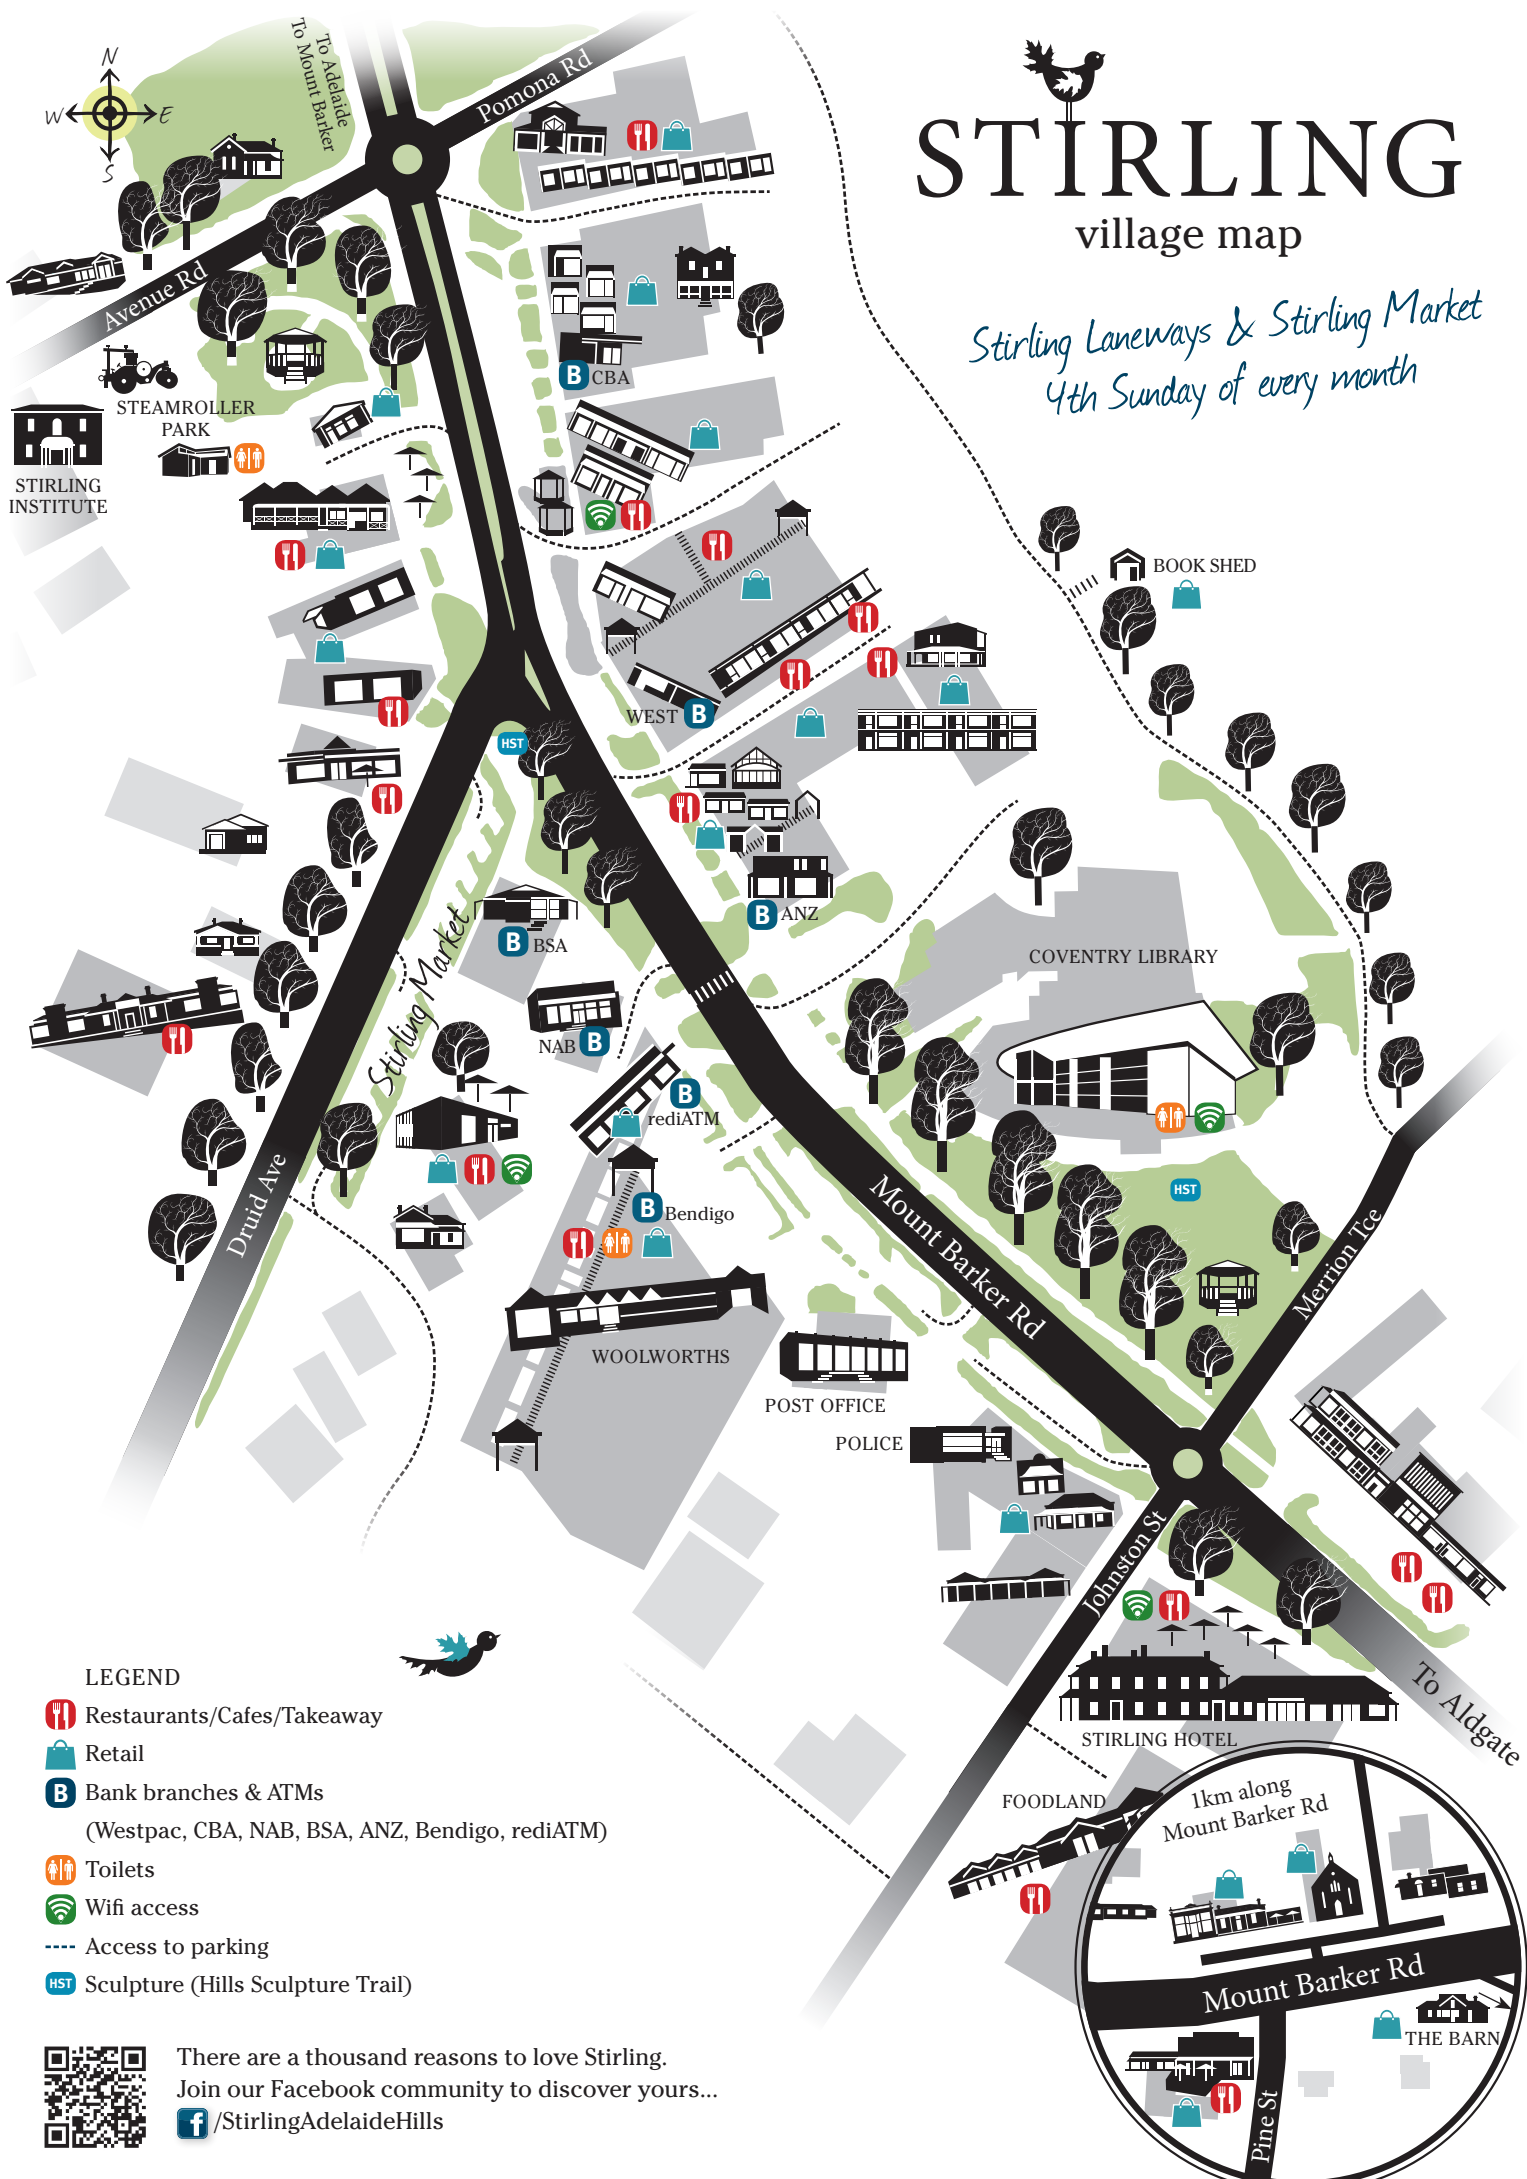 N
W
E
S
To Adelaide
To Mount Barker
Pomona Rd
STIRLING
village map
Stirling Laneways & Stirling Market
4th Sunday of every month
Avenue Rd
STEAMROLLER
PARK
STIRLING
INSTITUTE
B CBA
BOOK SHED
WEST B
HST
B ANZ
B BSA
Stirling Market
NAB B
COVENTRY LIBRARY
B
rediATM
Druid Ave
B Bendigo
HST
Mount Barker Rd
Merrion Tce
WOOLWORTHS
POST OFFICE
POLICE
Johnston St
To Aldgate
STIRLING HOTEL
FOODLAND
1km along
Mount Barker Rd
Mount Barker Rd
THE BARN
Pine St
LEGEND
Restaurants/Cafes/Takeaway
Retail
B Bank branches & ATMs
(Westpac, CBA, NAB, BSA, ANZ, Bendigo, rediATM)
Toilets
Wifi access
Access to parking
HST Sculpture (Hills Sculpture Trail)
There are a thousand reasons to love Stirling.
Join our Facebook community to discover yours...
f /StirlingAdelaideHills